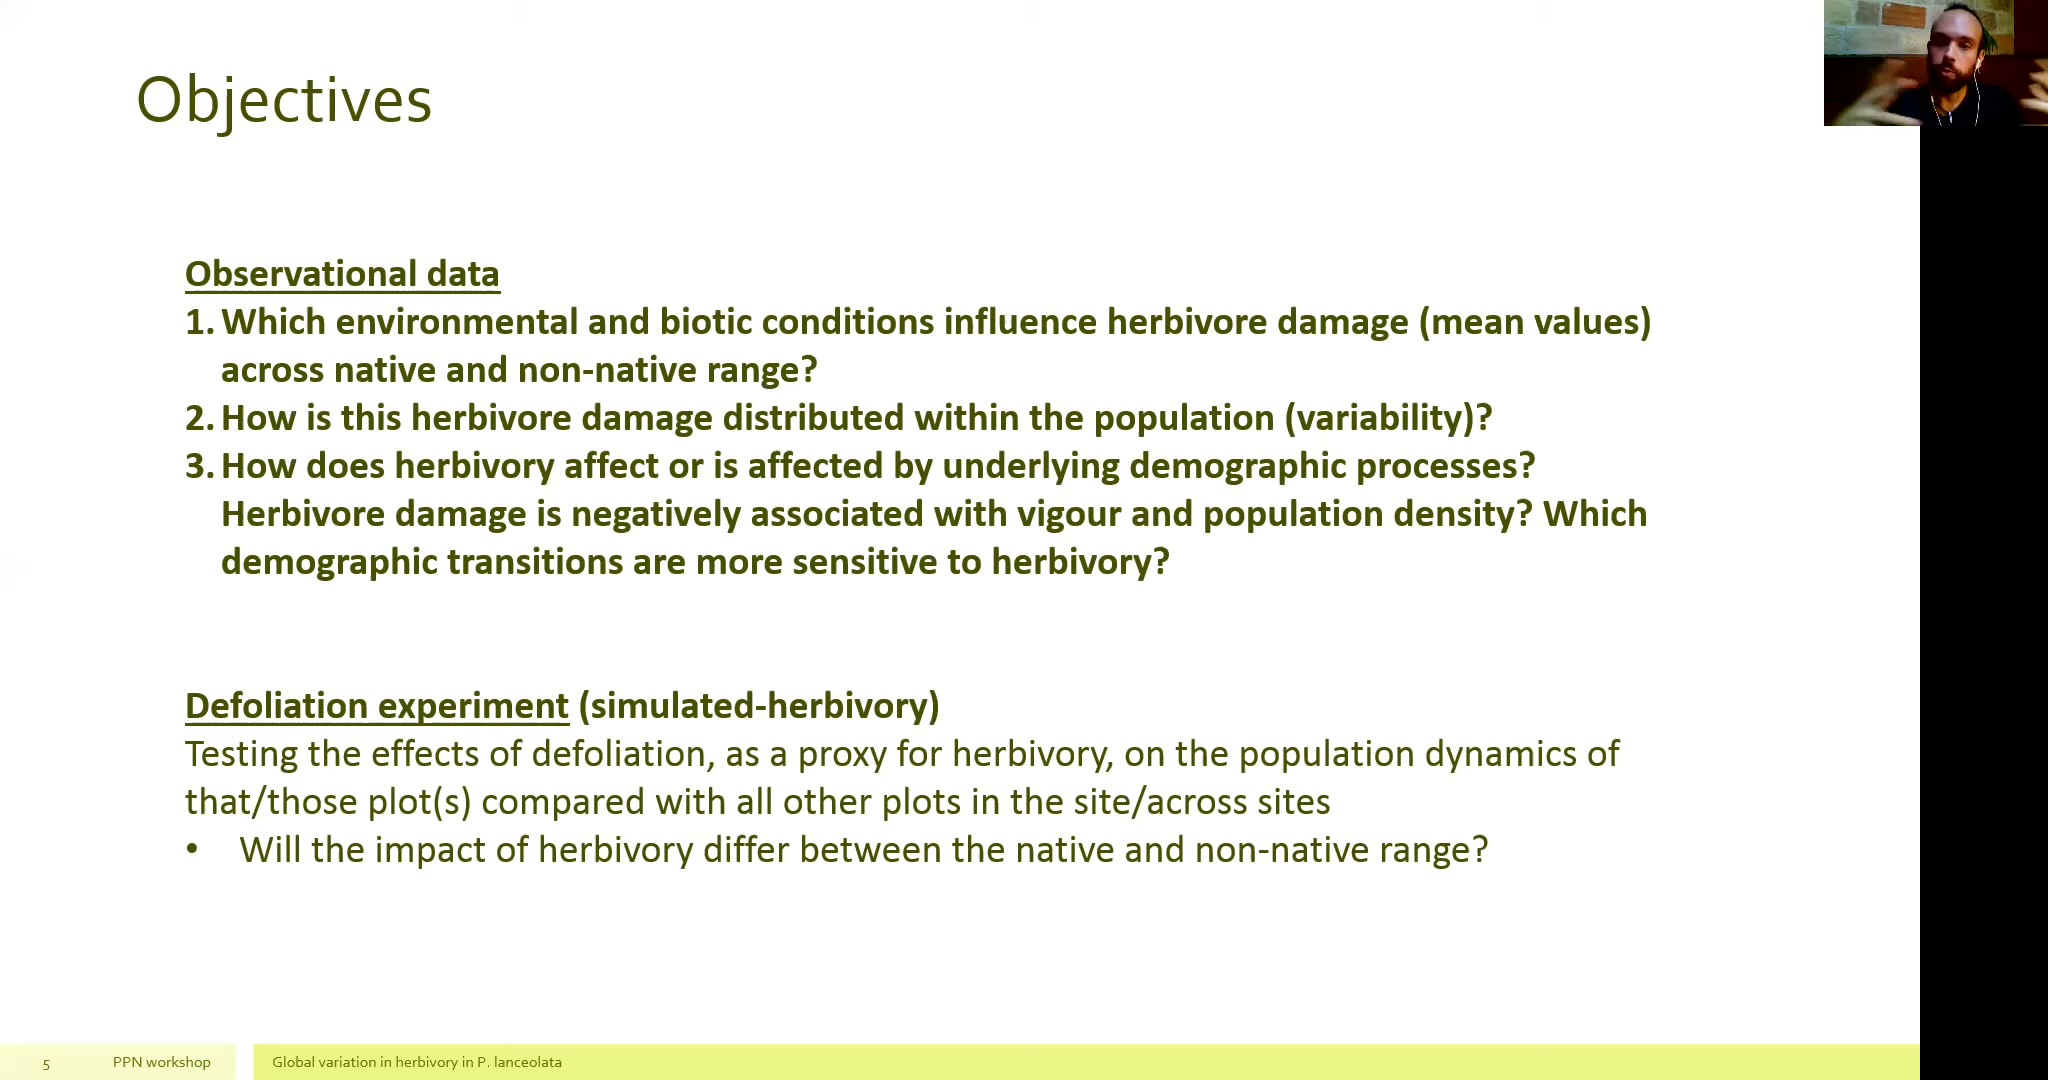 Objectives
Observational data
1. Which environmental and biotic conditions influence herbivore damage (mean values)
across native and non-native range?
2. How is this herbivore damage distributed within the population (variability)?
3. How does herbivory affect or is affected by underlying demographic processes?
Herbivore damage is negatively associated with vigour and population density? Which
demographic transitions are more sensitive to herbivory?
Defoliation experiment (simulated-herbivory)
Testing the effects of defoliation, as a proxy for herbivory, on the population dynamics of
that/those plot(s) compared with all other plots in the site/across sites
• Will the impact of herbivory differ between the native and non-native range?
5 PPN workshop Global variation in herbivory in P. lanceolata